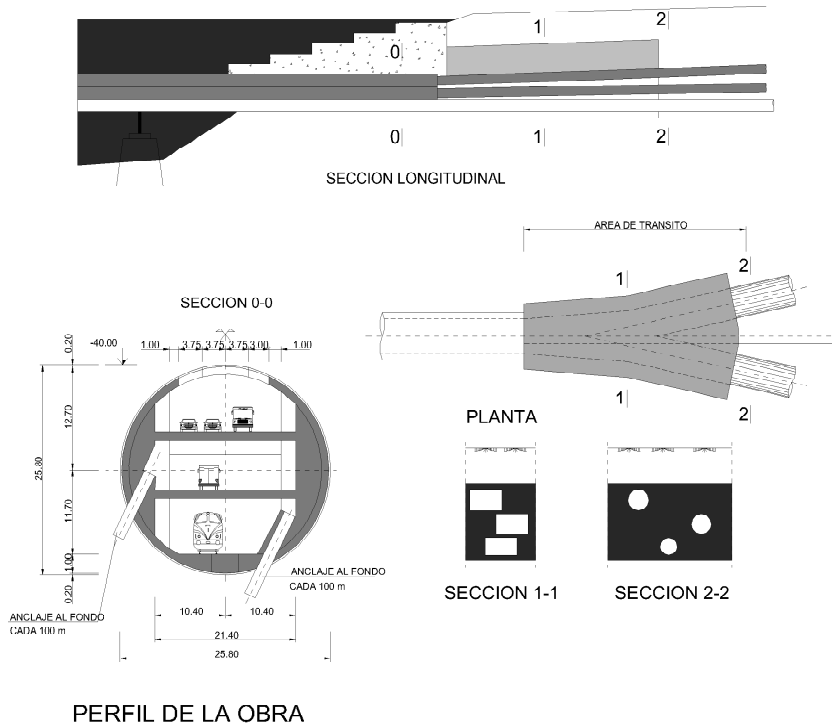 0
1
2
0
1
2
SECCION LONGITUDINAL
AREA DE TRANSITO
1
2
SECCION 0-0
-40.00
1.00 3.75 3.75 3.75 3.00 1.00
0.20
12.70
25.80
11.70
1.00
0.20
1
2
PLANTA
ANCLAJE AL FONDO
CADA 100 m
ANCLAJE AL FONDO
CADA 100 m
10.40 10.40
21.40
25.80
SECCION 1-1
SECCION 2-2
PERFIL DE LA OBRA